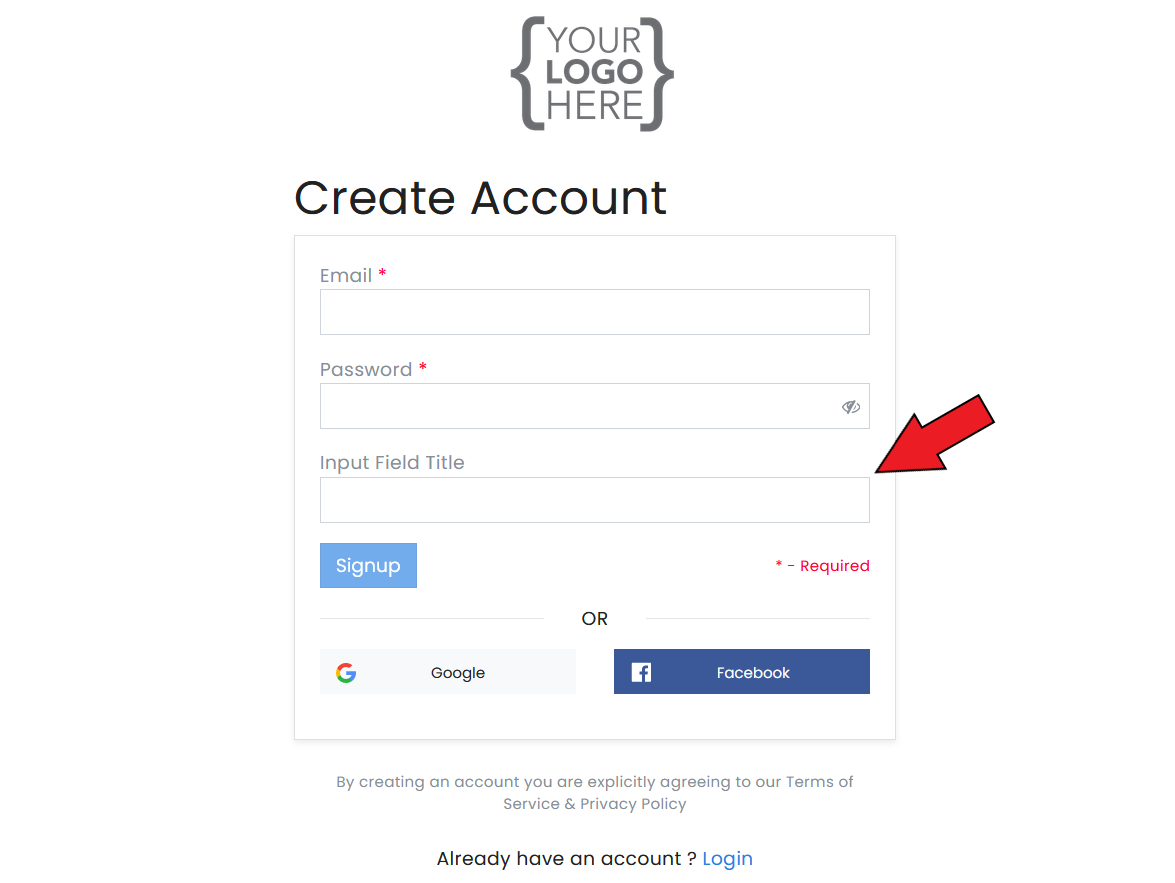 YOUR
LOGO
HERE
Create Account
Email *
Password *
Input Field Title
Signup
* - Required
OR
Google
Facebook
By creating an account you are explicitly agreeing to our Terms of
Service & Privacy Policy
Already have an account ? Login